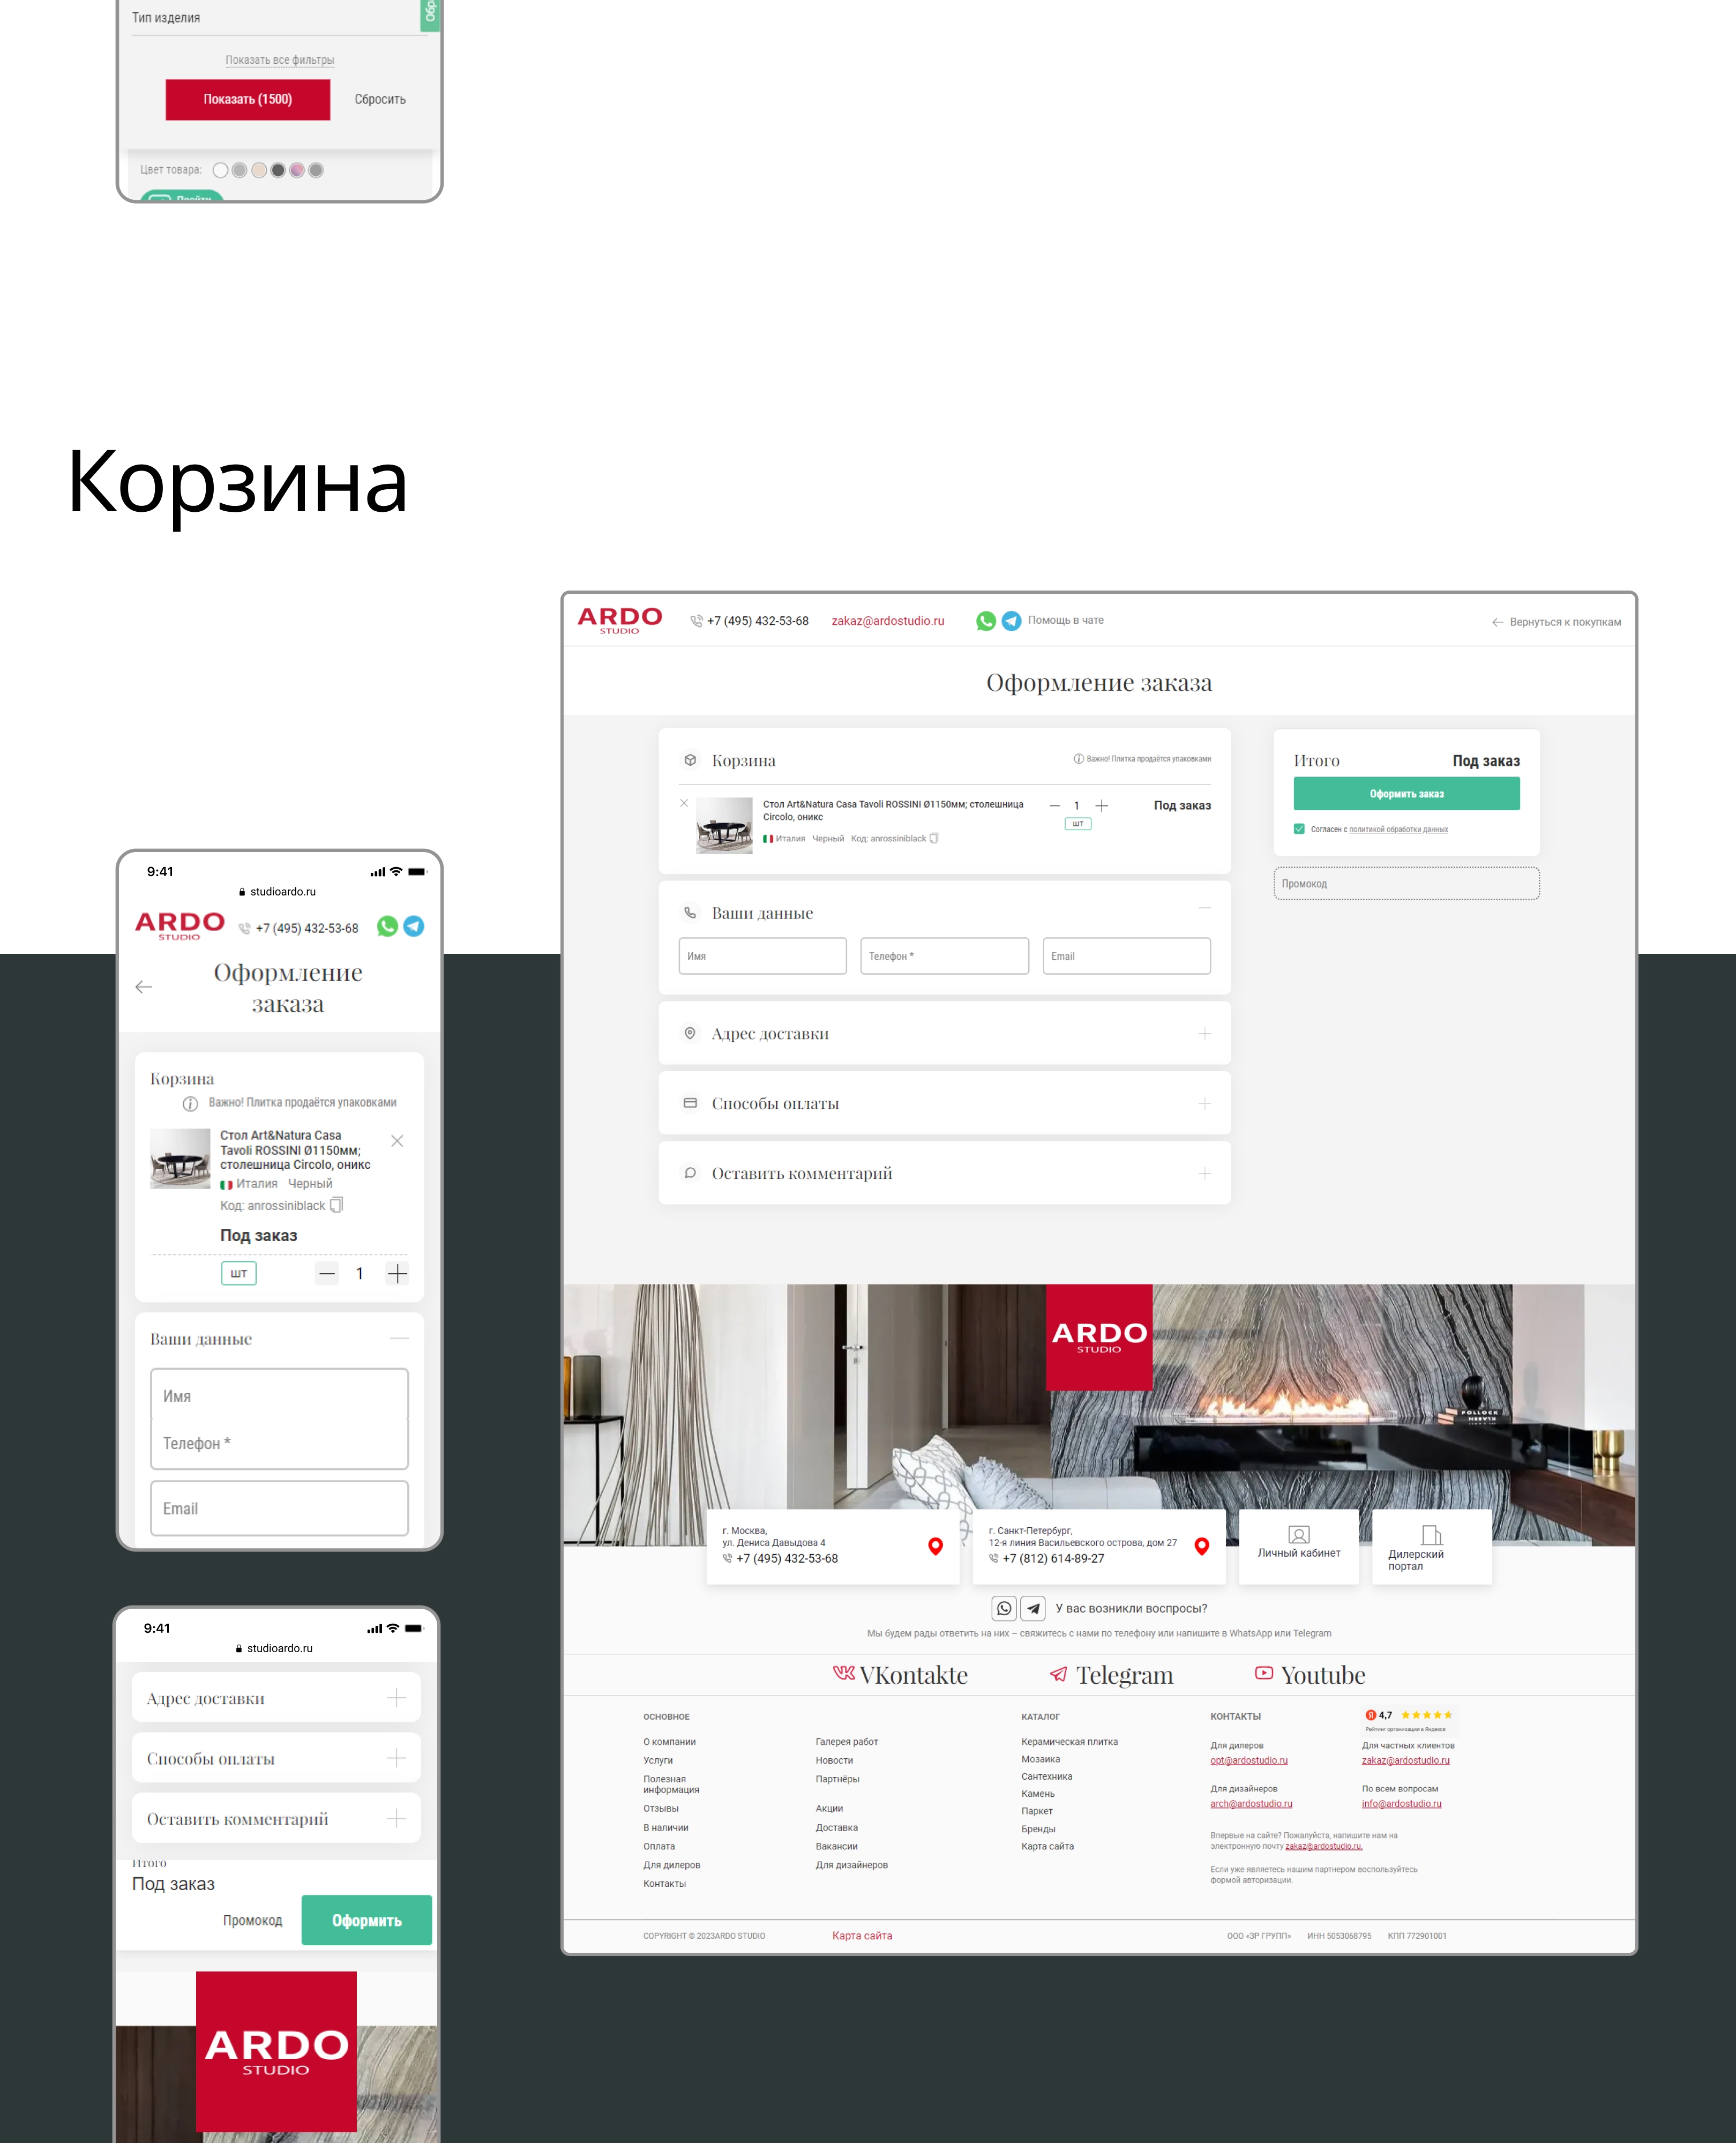 Тип изделия
Показать все фильтры
Показать (1500)
Сбросить
Цвет товара:
Корзина
ARDO
STUDIO
+7 (495) 432-53-68
zakaz@ardostudio.ru
Помощь в чате
Вернуться к покупкам
Оформление заказа
Корзина
Важно! Плитка продаётся упаковками
Стол Art&Natura Casa Tavoli ROSSINI Ø1150мм; столешница
Circolo, оникс
Италия Черный Код: anrossiniblack
1
шт
Под заказ
Итого
Под заказ
Оформить заказ
Согласен с политикой обработки данных
Промокод
Ваши данные
Имя
Телефон *
Email
Адрес доставки
Способы оплаты
Оставить комментарий
ARDO
STUDIO
POLLOCK
г. Москва,
ул. Дениса Давыдова 4
+7 (495) 432-53-68
г. Санкт-Петербург,
12-я линия Васильевского острова, дом 27
+7 (812) 614-89-27
Личный кабинет
Дилерский
портал
У вас возникли воспросы?
Мы будем рады ответить на них – свяжитесь с нами по телефону или напишите в WhatsApp или Telegram
VKontakte
Telegram
Youtube
ОСНОВНОЕ
О компании
Услуги
Полезная
информация
Отзывы
В наличии
Оплата
Для дилеров
Контакты
Галерея работ
Новости
Партнёры
Акции
Доставка
Вакансии
Для дизайнеров
КАТАЛОГ
Керамическая плитка
Мозаика
Сантехника
Камень
Паркет
Бренды
Карта сайта
КОНТАКТЫ
Я 4,7
Рейтинг организации в Яндексе
Для дилеров
opt@ardostudio.ru
Для частных клиентов
zakaz@ardostudio.ru
Для дизайнеров
arch@ardostudio.ru
По всем вопросам
info@ardostudio.ru
Впервые на сайте? Пожалуйста, напишите нам на
электронную почту zakaz@ardostudio.ru.
Если уже являетесь нашим партнером воспользуйтесь
формой авторизации.
COPYRIGHT © 2023ARDO STUDIO
Карта сайта
ООО «ЗР ГРУПП»
ИНН 5053068795
КПП 772901001
9:41
studioardo.ru
ARDO
STUDIO
+7 (495) 432-53-68
Оформление
заказа
Корзина
Важно! Плитка продаётся упаковками
Стол Art&Natura Casa
Tavoli ROSSINI Ø1150мм;
столешница Circolo, оникс
Италия Черный
Код: anrossiniblack
Под заказ
шт
1
Ваши данные
Имя
Телефон *
Email
9:41
studioardo.ru
Адрес доставки
Способы оплаты
Оставить комментарий
Итого
Под заказ
Промокод
Оформить
ARDO
STUDIO